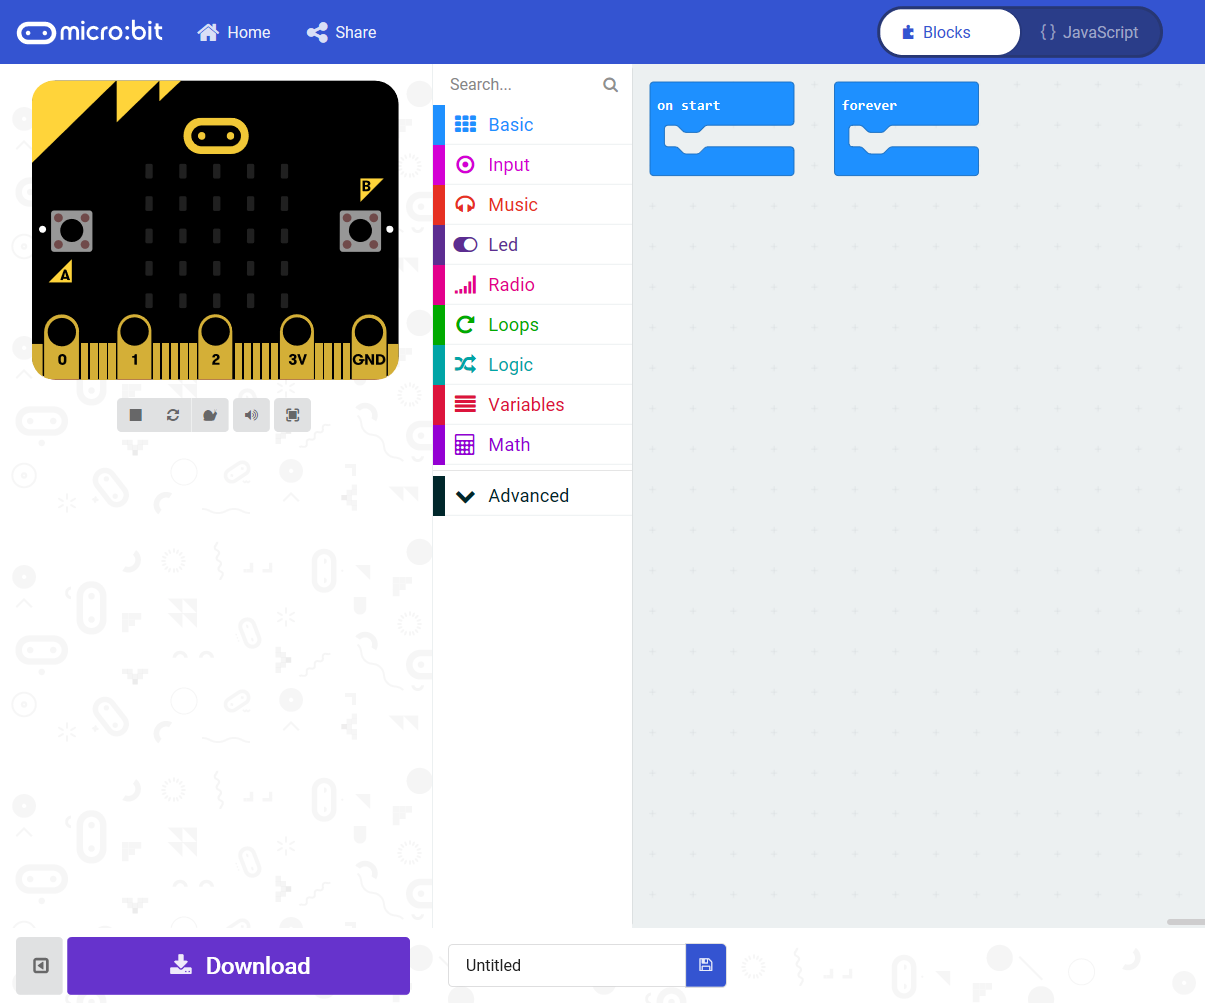 micro:bit
Home
Share
Blocks
{ } JavaScript
Search...
Basic
Input
Music
Led
Radio
Loops
Logic
Variables
Math
Advanced
on start
forever
B
A
0 1 2 3V GND
Download
Untitled